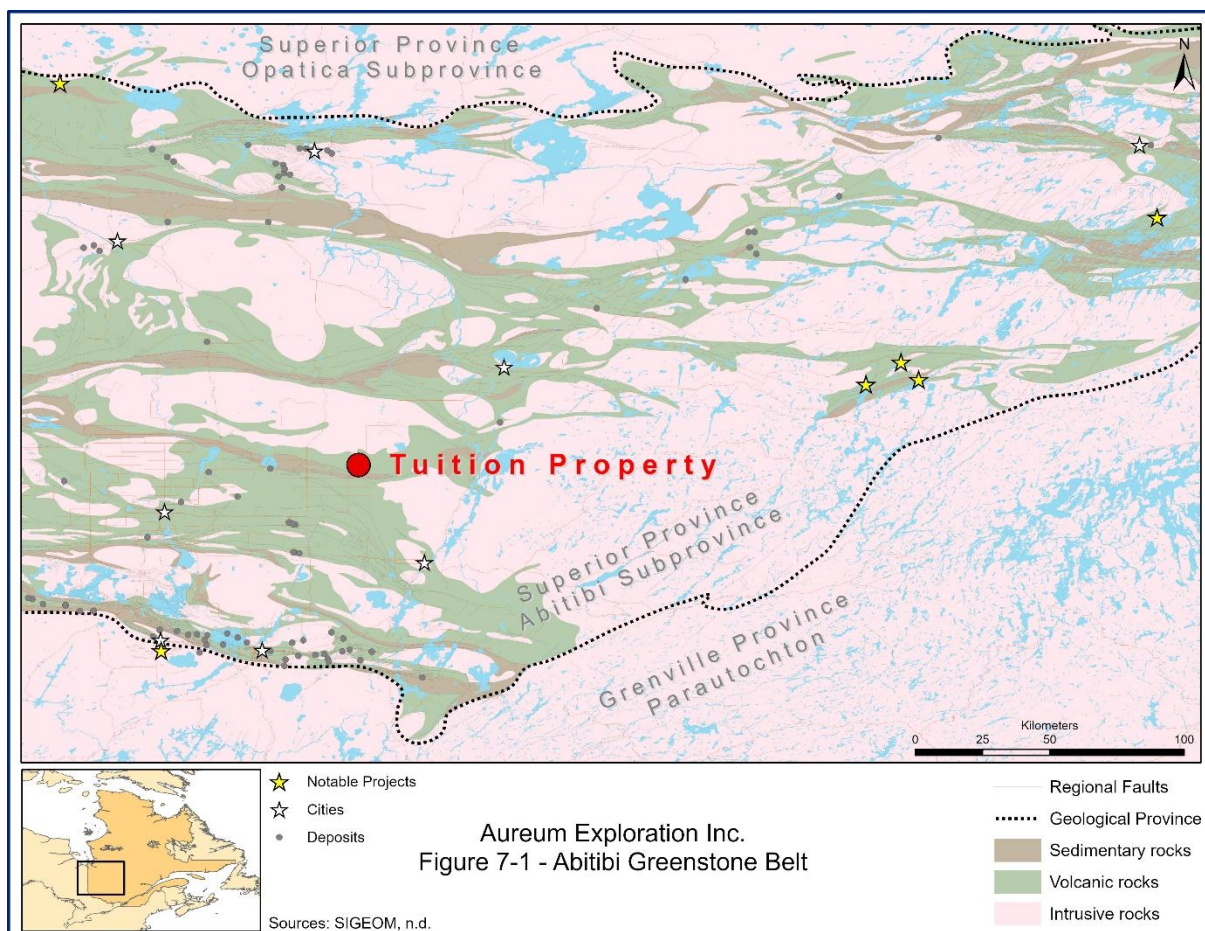 Superior Province
Opatica Subprovince
N
Tuition Property
Superior Province
Abitibi Subprovince
Grenville Province
Parautochton
Kilometers
0 25 50 100
Notable Projects
Cities
Deposits
Aureum Exploration Inc.
Figure 7-1 - Abitibi Greenstone Belt
Sources: SIGEOM, n.d.
Regional Faults
Geological Province
Sedimentary rocks
Volcanic rocks
Intrusive rocks